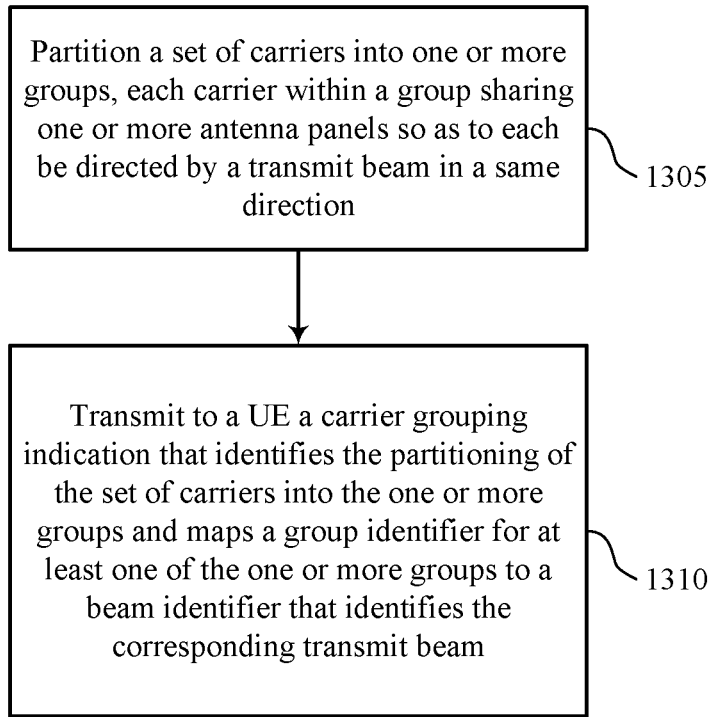 Partition a set of carriers into one or more
groups, each carrier within a group sharing
one or more antenna panels so as to each
be directed by a transmit beam in a same
direction
1305
Transmit to a UE a carrier grouping
indication that identifies the partitioning of
the set of carriers into the one or more
groups and maps a group identifier for at
least one of the one or more groups to a
beam identifier that identifies the
corresponding transmit beam
1310